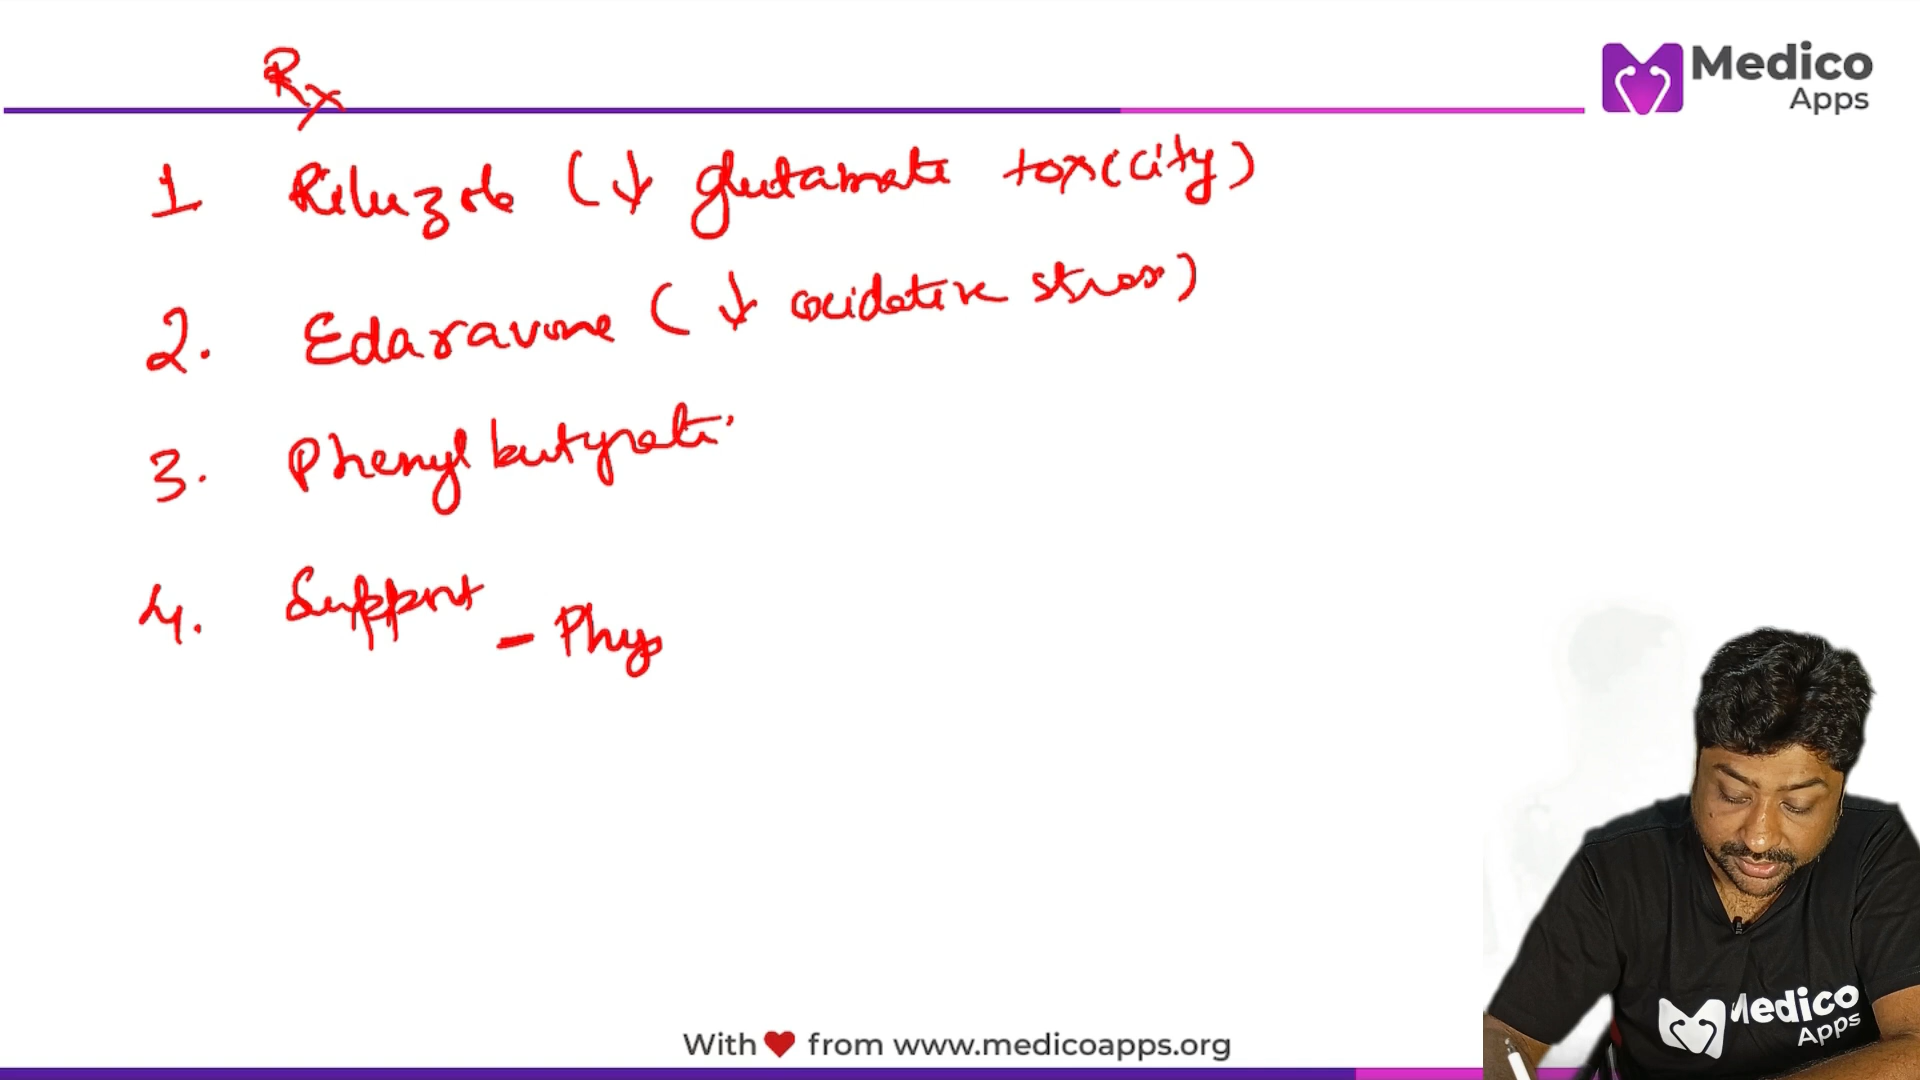 Rx
Medico
Apps
1 Riluzole (↓ glutamate toxicity)
2. Edaravone (↓ oxidative stress)
3. Phenyl butyrate
4. Support - Phys
Medico
Apps
With ❤ from www.medicoapps.org